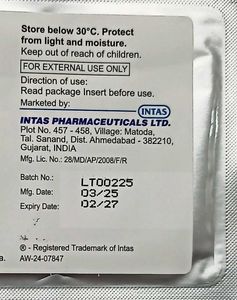 Store below 30°C. Protect
from light and moisture.
Keep out of reach of children.
FOR EXTERNAL USE ONLY
Direction of use:
Read package Insert before use.
Marketed by:
INTAS
INTAS PHARMACEUTICALS LTD.
Plot No. 457 - 458, Village: Matoda,
Tal. Sanand, Dist. Ahmedabad - 382210,
Gujarat, INDIA
Mfg. Lic. No.: 28/MD/AP/2008/F/R
Batch No.: LT00225
Mfg. Date: 03/25
Expiry Date: 02/27
® - Registered Trademark of Intas
a. AW-24-07847